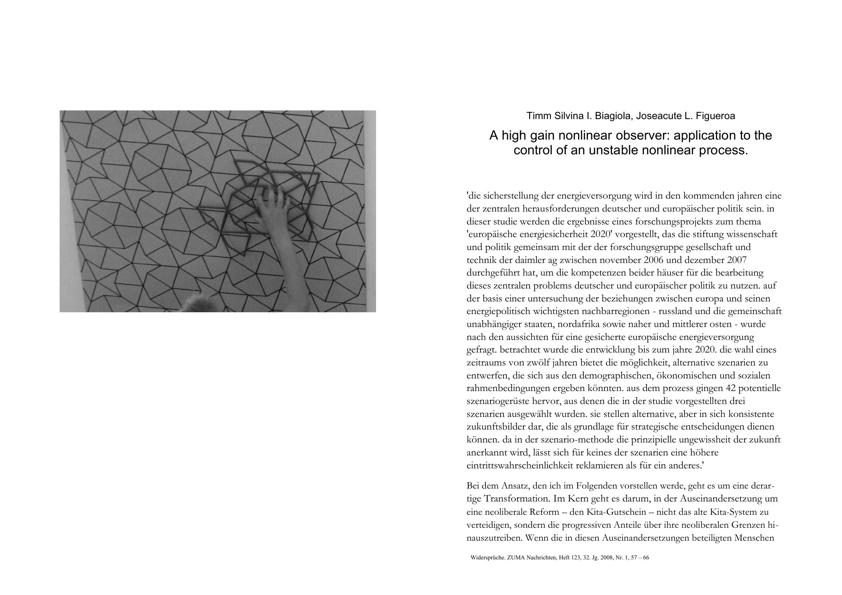 Timm Silvina I. Biagiola, Joseacute L. Figueroa
A high gain nonlinear observer: application to the
control of an unstable nonlinear process.
'die sicherstellung der energieversorgung wird in den kommenden jahren eine
der zentralen herausforderungen deutscher und europäischer politik sein. in
dieser studie werden die ergebnisse eines forschungsprojekts zum thema
'europäische energiesicherheit 2020' vorgestellt, das die stiftung wissenschaft
und politik gemeinsam mit der der forschungsgruppe gesellschaft und
technik der daimler ag zwischen november 2006 und dezember 2007
durchgeführt hat, um die kompetenzen beider häuser für die bearbeitung
dieses zentralen problems deutscher und europäischer politik zu nutzen. auf
der basis einer untersuchung der beziehungen zwischen europa und seinen
energiepolitisch wichtigsten nachbarregionen - russland und die gemeinschaft
unabhängiger staaten, nordafrika sowie naher und mittlerer osten - wurde
nach den aussichten für eine gesicherte europäische energieversorgung
gefragt. betrachtet wurde die entwicklung bis zum jahre 2020. die wahl eines
zeitraums von zwölf jahren bietet die möglichkeit, alternative szenarien zu
entwerfen, die sich aus den demographischen, ökonomischen und sozialen
rahmenbedingungen ergeben könnten. aus dem prozess gingen 42 potentielle
szenariogerüste hervor, aus denen die in der studie vorgestellten drei
szenarien ausgewählt wurden. sie stellen alternative, aber in sich konsistente
zukunftsbilder dar, die als grundlage für strategische entscheidungen dienen
können. da in der szenario-methode die prinzipielle ungewissheit der zukunft
anerkannt wird, lässt sich für keines der szenarien eine höhere
eintrittswahrscheinlichkeit reklamieren als für ein anderes.'
Bei dem Ansatz, den ich im Folgenden vorstellen werde, geht es um eine derar-
tige Transformation. Im Kern geht es darum, in der Auseinandersetzung um
eine neoliberale Reform – den Kita-Gutschein – nicht das alte Kita-System zu
verteidigen, sondern die progressiven Anteile über ihre neoliberalen Grenzen hi-
nauszutreiben. Wenn die in diesen Auseinandersetzungen beteiligten Menschen
Widersprüche. ZUMA Nachrichten, Heft 123, 32. Jg. 2008, Nr. 1, 57 – 66